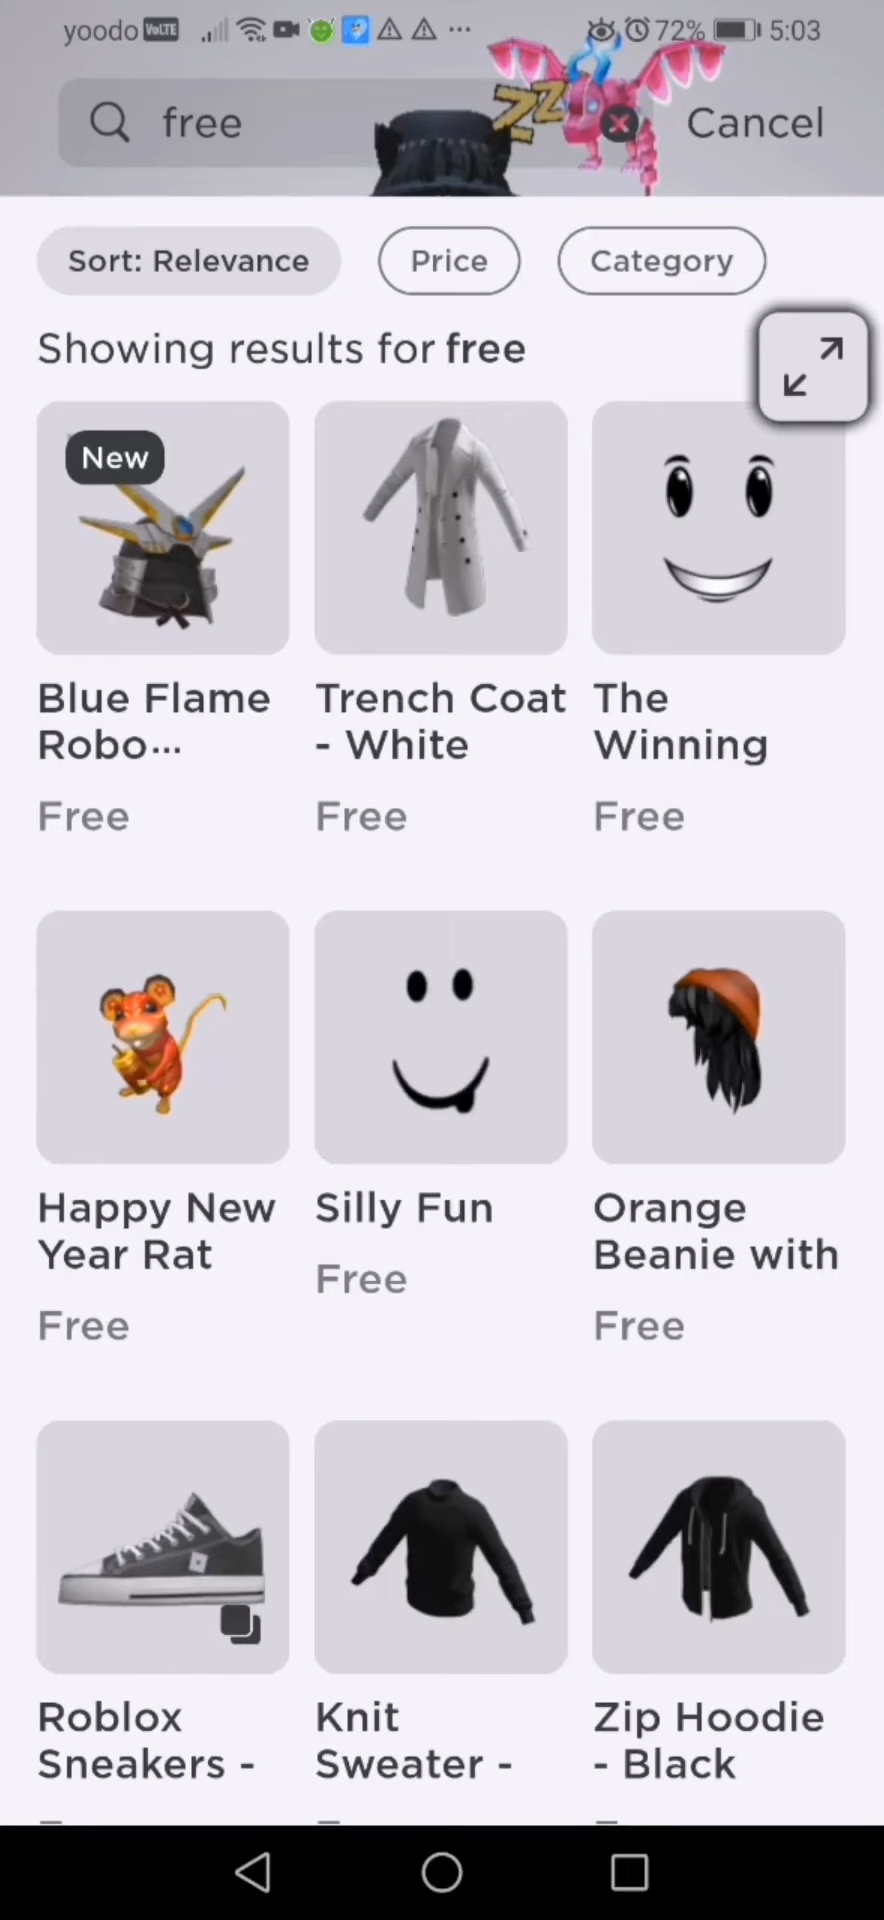 yoodo VoLTE 72% 5:03
free Cancel
ZZ
Sort: Relevance Price Category
Showing results for free
New
Blue Flame Robo... Trench Coat - White The Winning
Free Free Free
Happy New Year Rat Silly Fun Orange Beanie with
Free Free Free
Roblox Sneakers - Knit Sweater - Zip Hoodie - Black